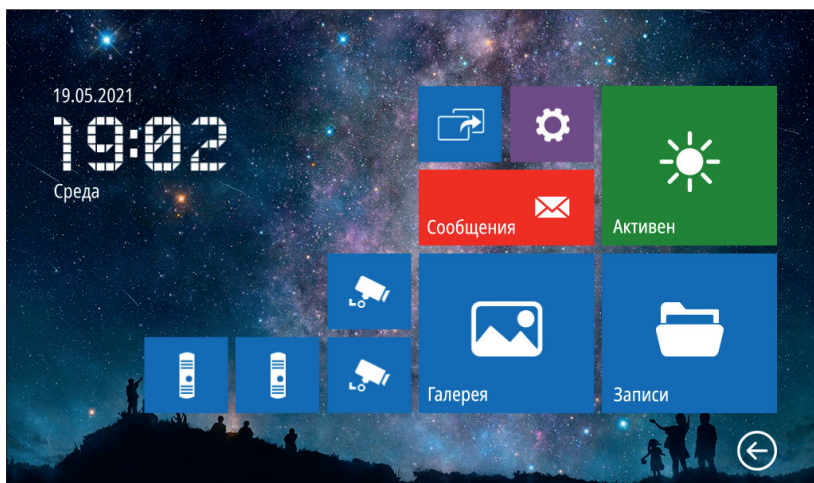 19.05.2021
19:02
Среда
Сообщения
Активен
Галерея
Записи